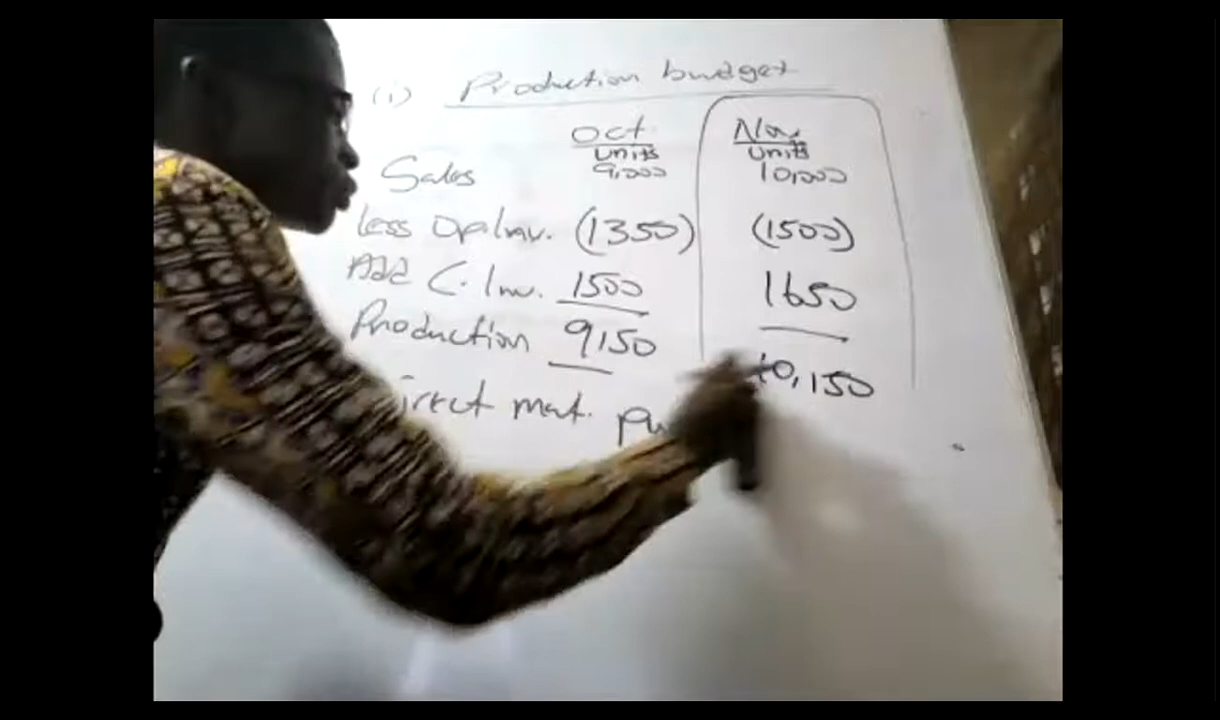 (i) Production budget
Oct Nov
Units Units
Sales 9,000 10,000
Less Op. Inv. (1350) (1500)
Add C. Inv. 1500 1650
Production 9150 10,150
irect mat. Pu